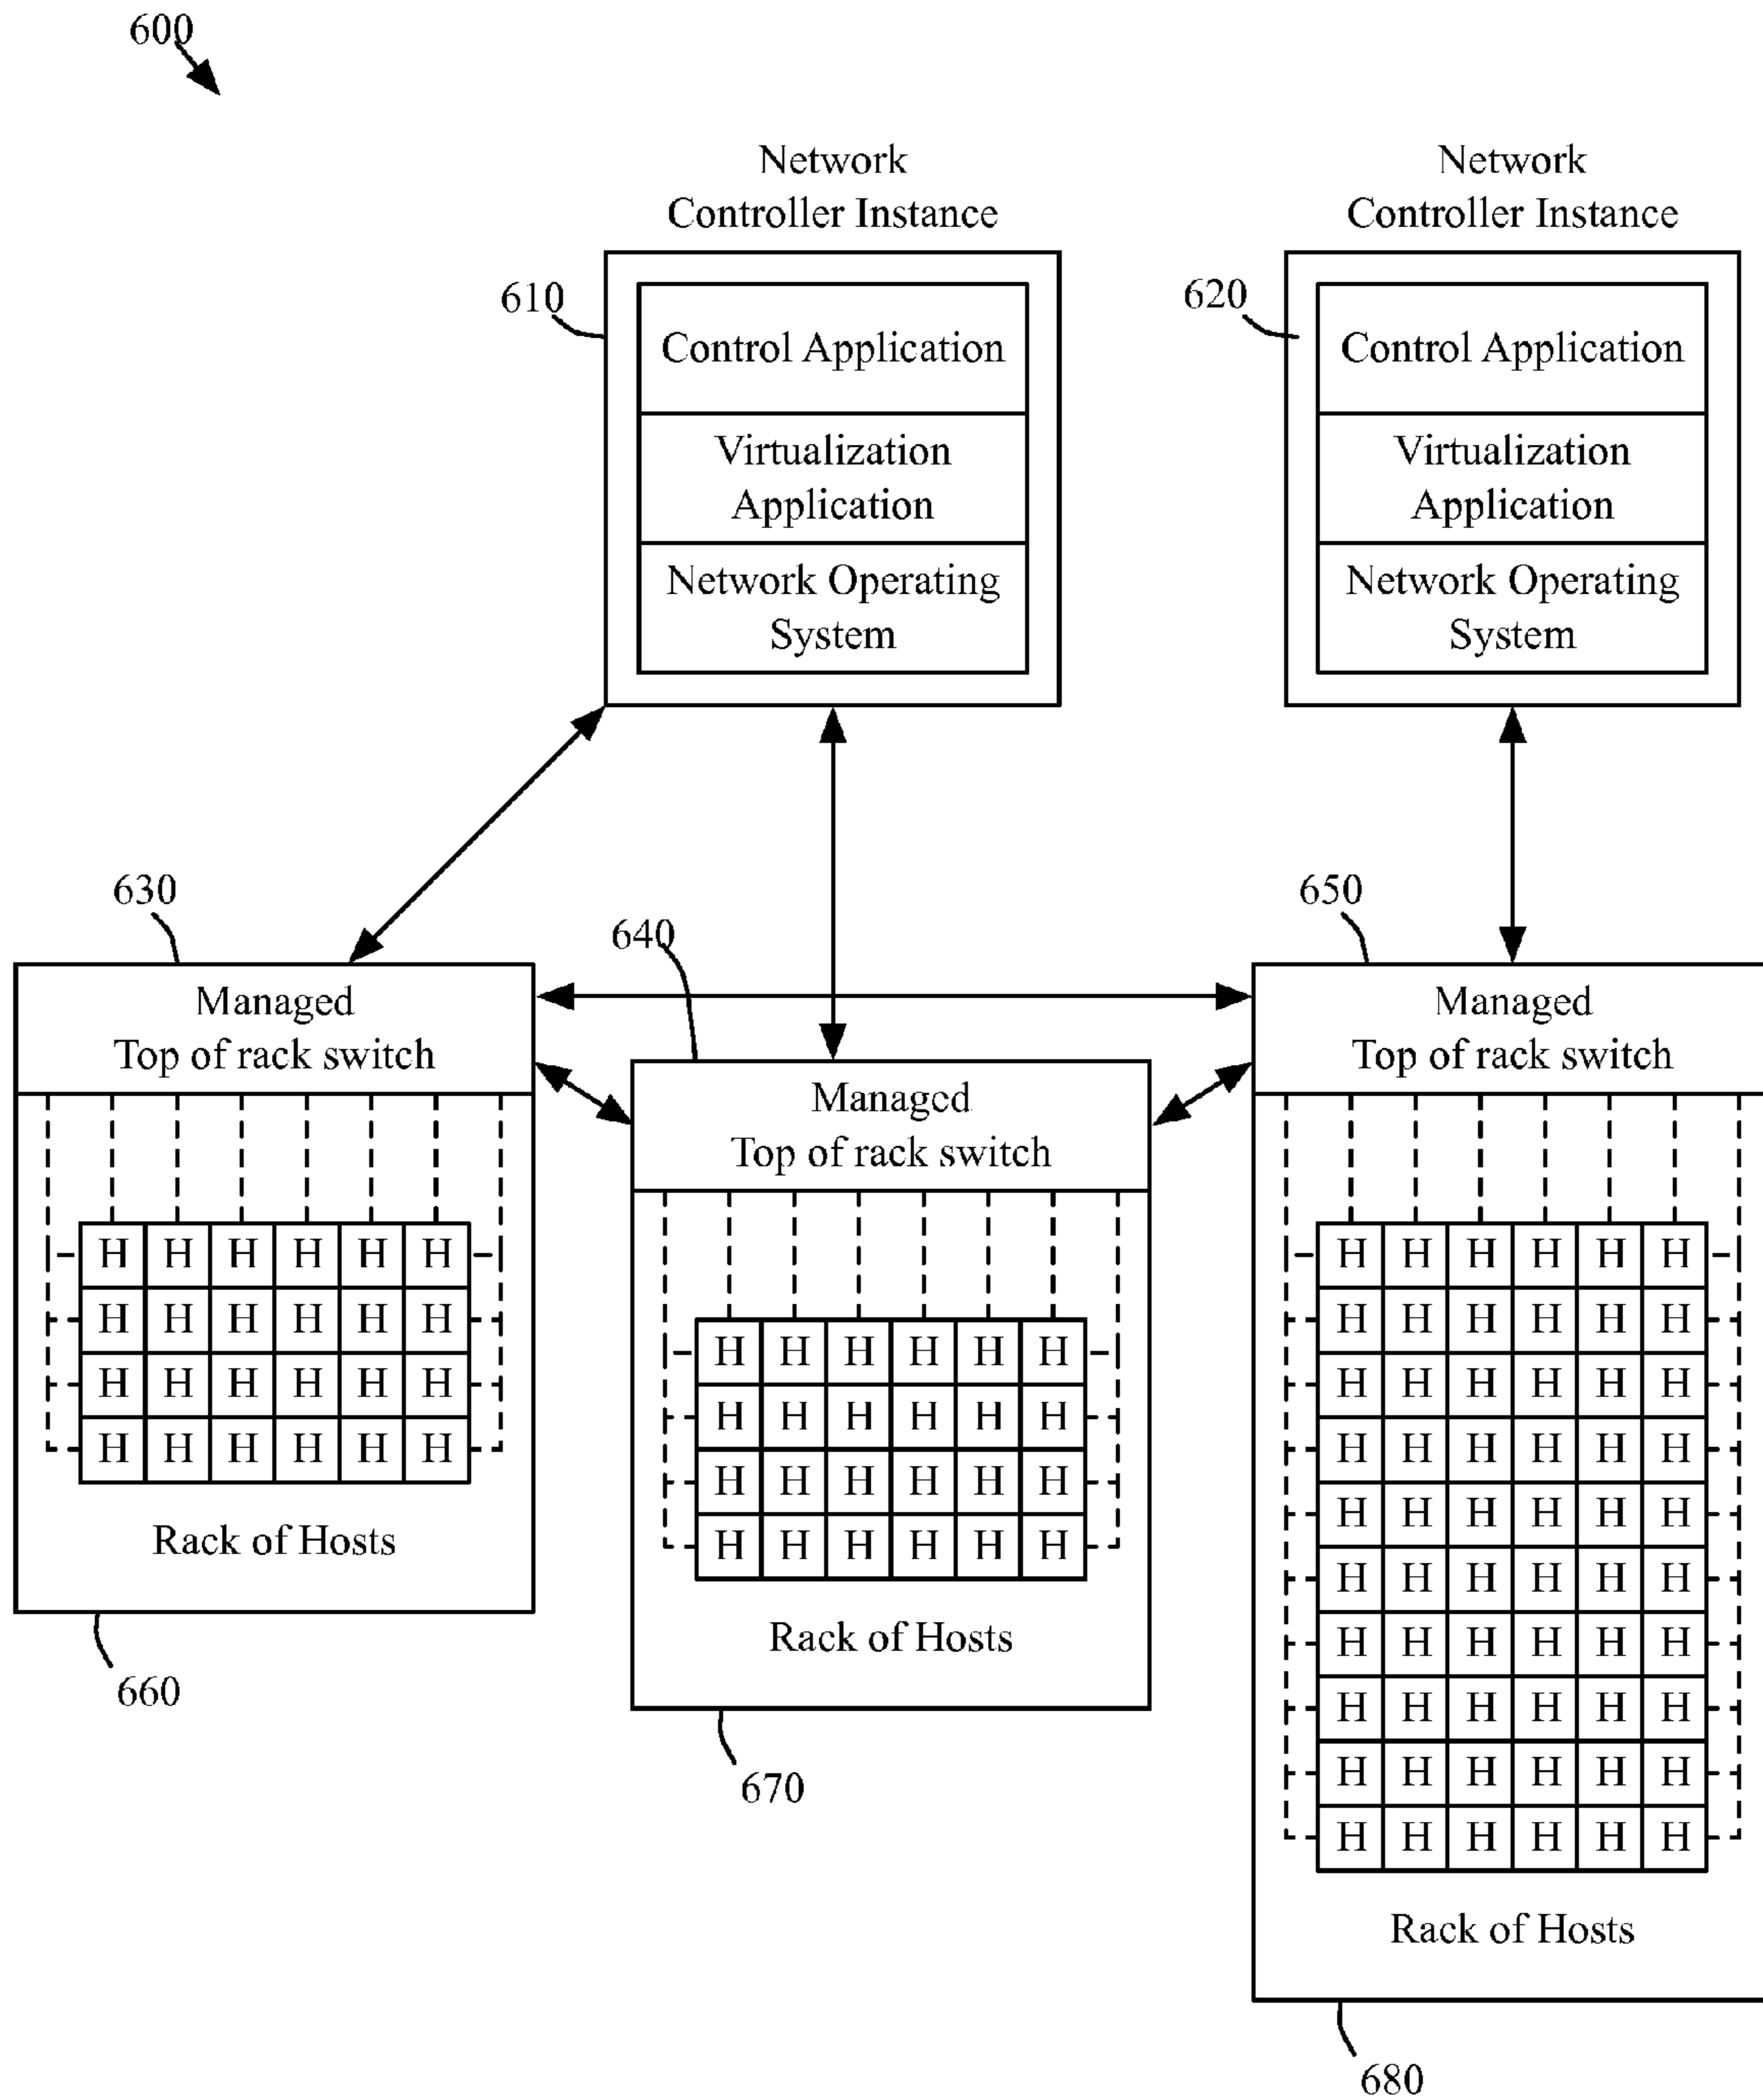 600
Network
Controller Instance
610
Control Application
Virtualization
Application
Network Operating
System
Network
Controller Instance
620
Control Application
Virtualization
Application
Network Operating
System
630
Managed
Top of rack switch
H H H H H H
H H H H H H
H H H H H H
H H H H H H
Rack of Hosts
660
640
Managed
Top of rack switch
H H H H H H
H H H H H H
H H H H H H
H H H H H H
Rack of Hosts
670
650
Managed
Top of rack switch
H H H H H H
H H H H H H
H H H H H H
H H H H H H
H H H H H H
H H H H H H
H H H H H H
H H H H H H
H H H H H H
H H H H H H
Rack of Hosts
680